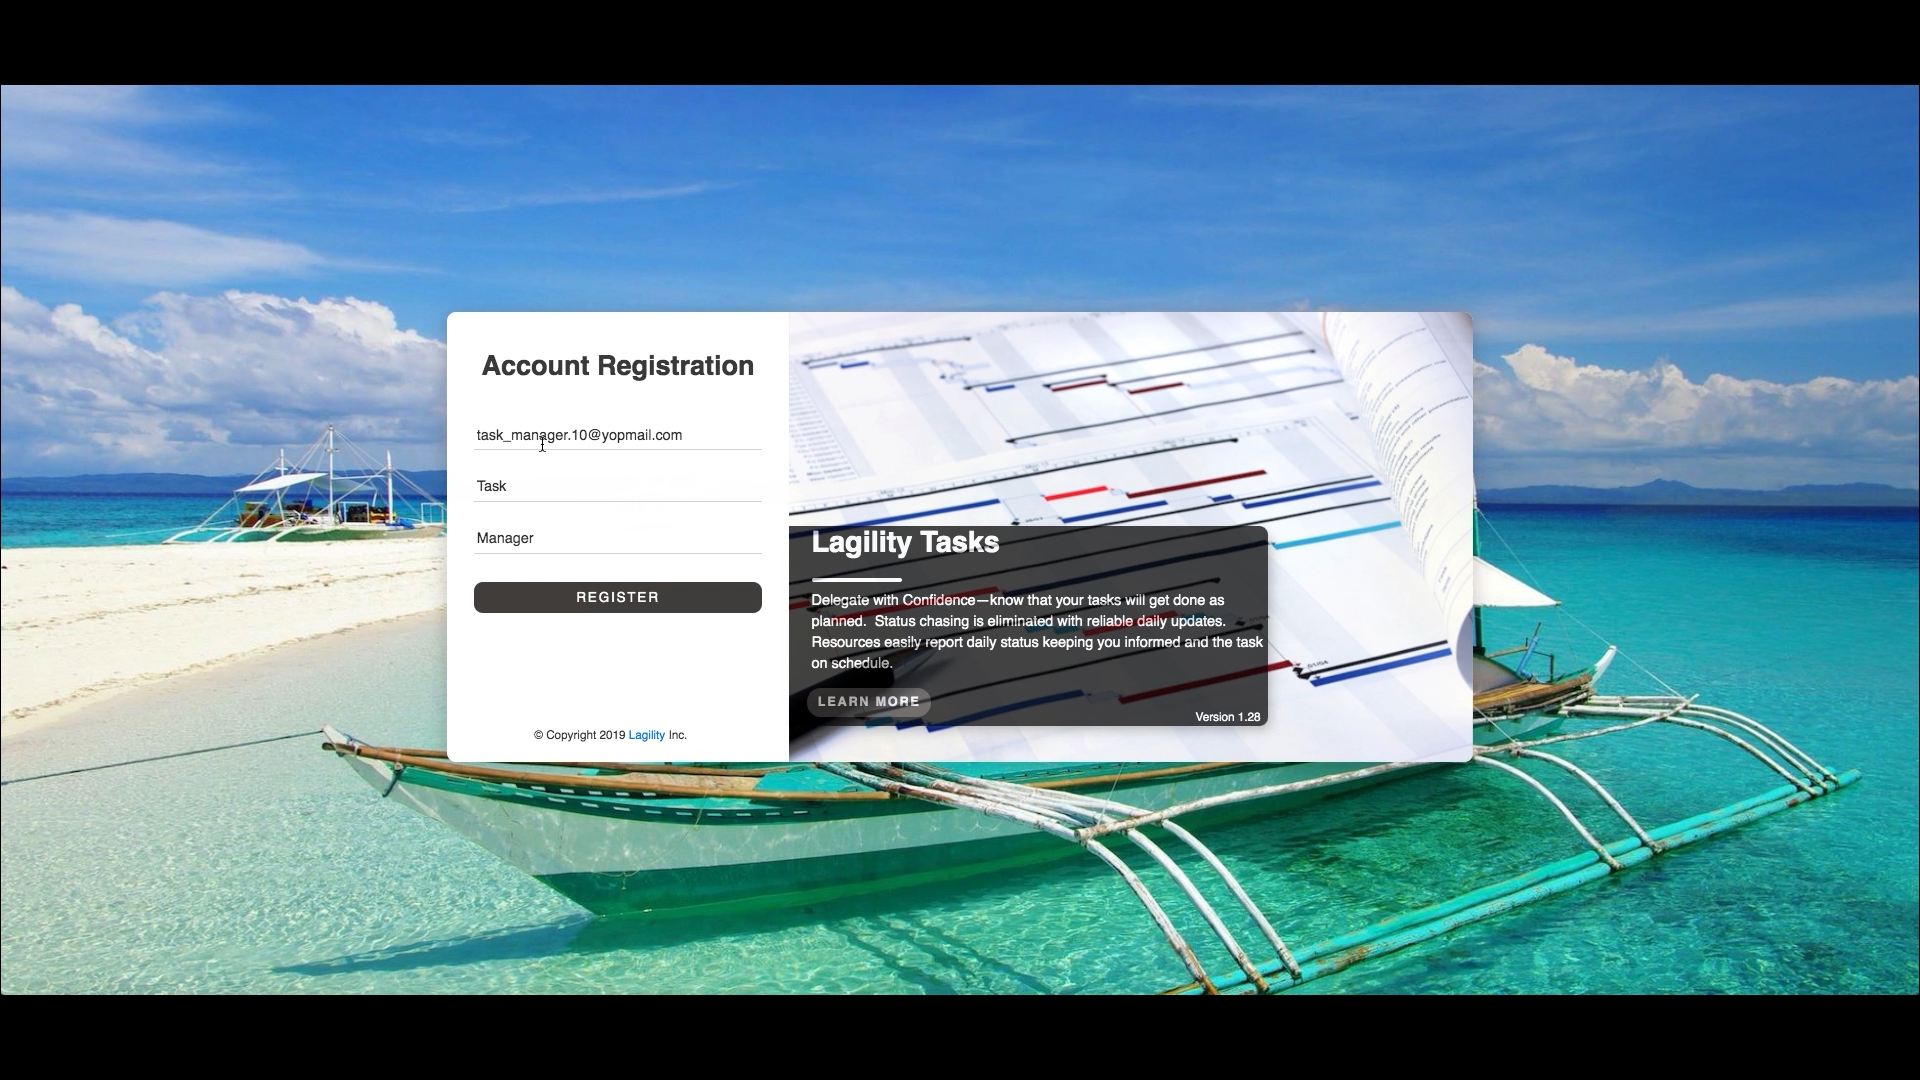 Account Registration
task_manager.10@yopmail.com
Task
Manager
REGISTER
© Copyright 2019 Lagility Inc.
Lagility Tasks
Delegate with Confidence—know that your tasks will get done as
planned. Status chasing is eliminated with reliable daily updates.
Resources easily report daily status keeping you informed and the task
on schedule.
LEARN MORE
Version 1.28